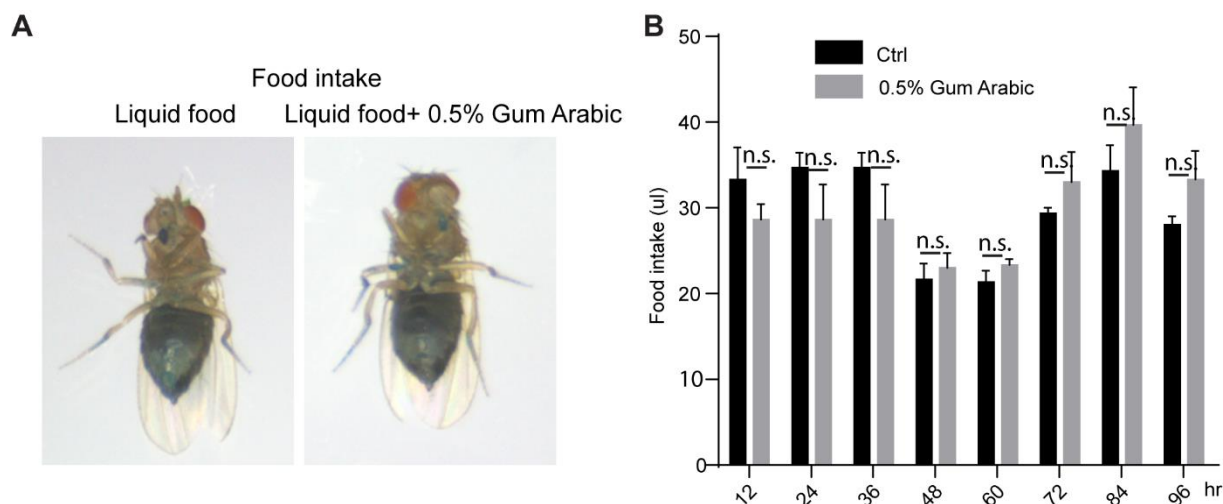 A
Food intake
Liquid food
Liquid food+ 0.5% Gum Arabic
B
Ctrl
0.5% Gum Arabic
Food intake (ul)
50
40
30
20
10
0
n.s.
n.s.
n.s.
n.s.
n.s.
n.s.
n.s.
n.s.
12
24
36
48
60
72
84
96
hr